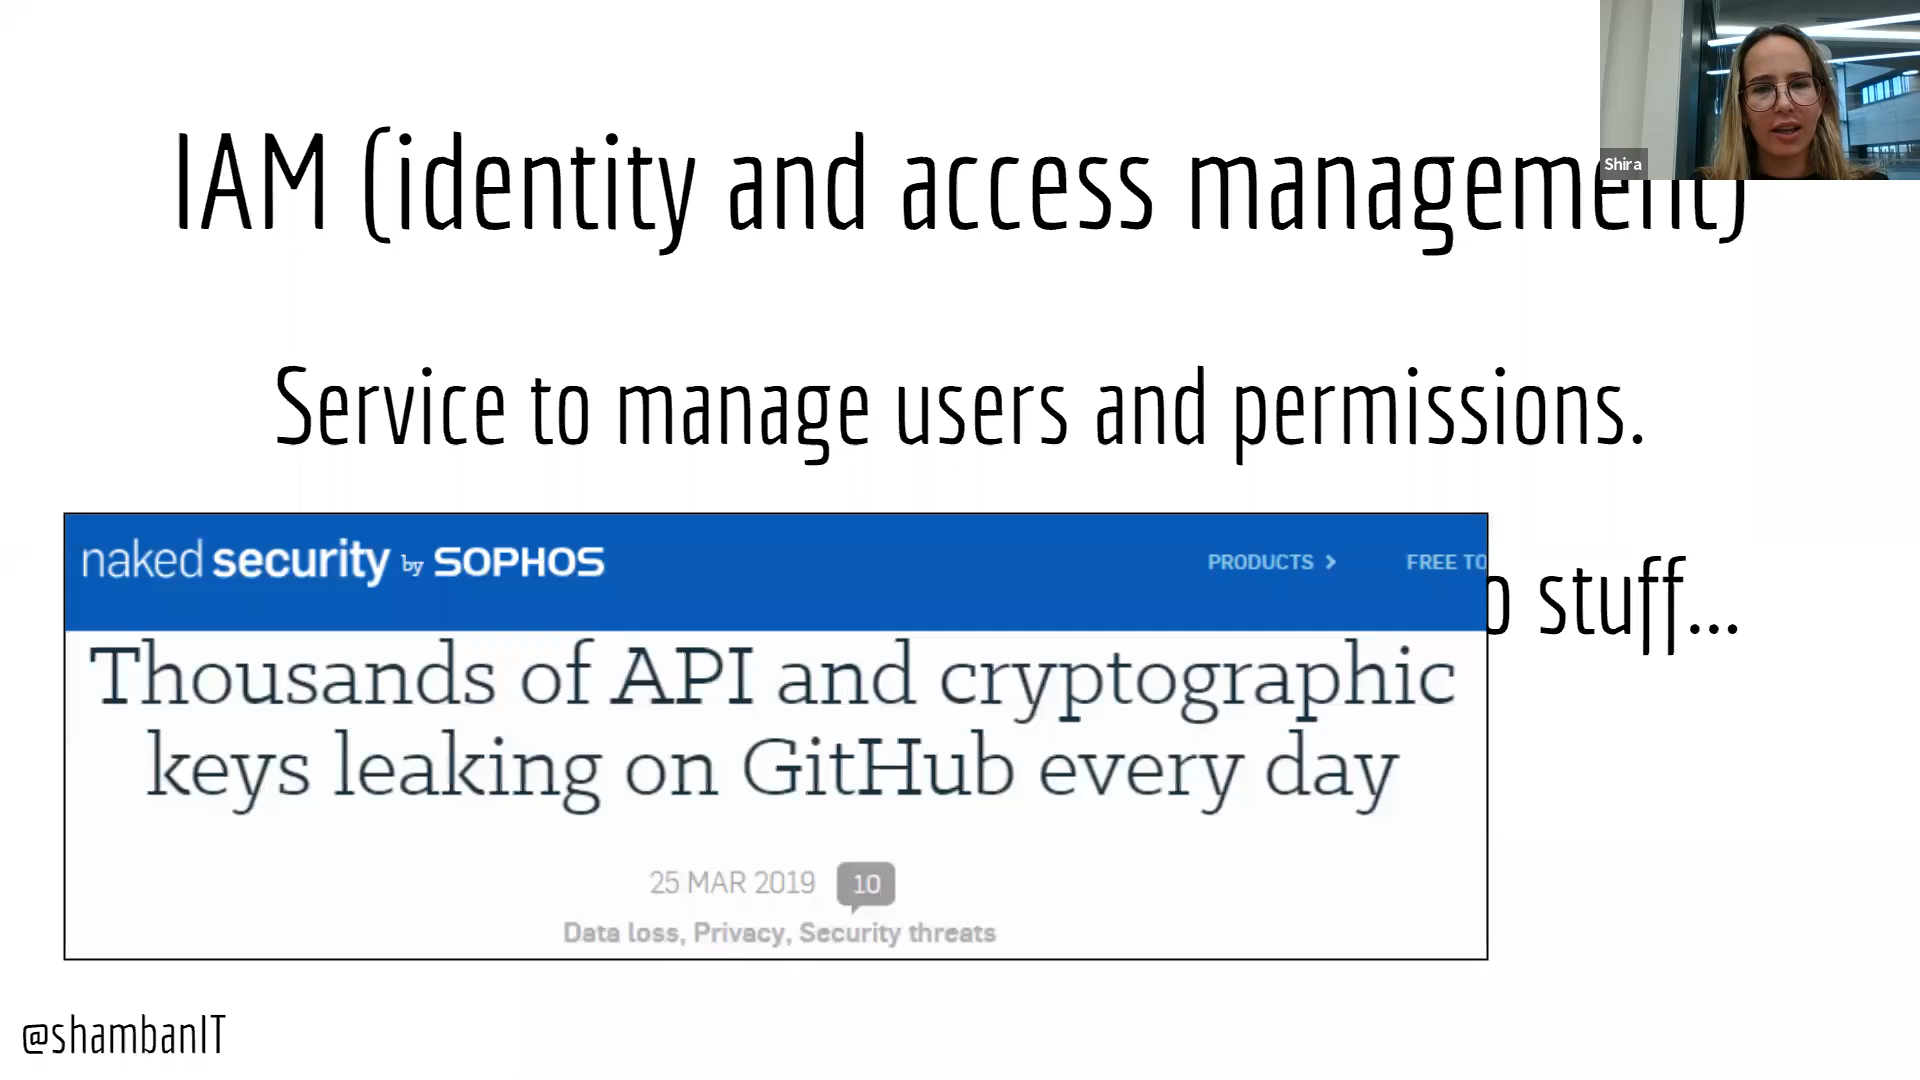 Shira
IAM (identity and access management)
Service to manage users and permissions.
stuff...
naked security by SOPHOS
PRODUCTS >
FREE TO
Thousands of API and cryptographic
keys leaking on GitHub every day
25 MAR 2019 10
Data loss, Privacy, Security threats
@shambanIT